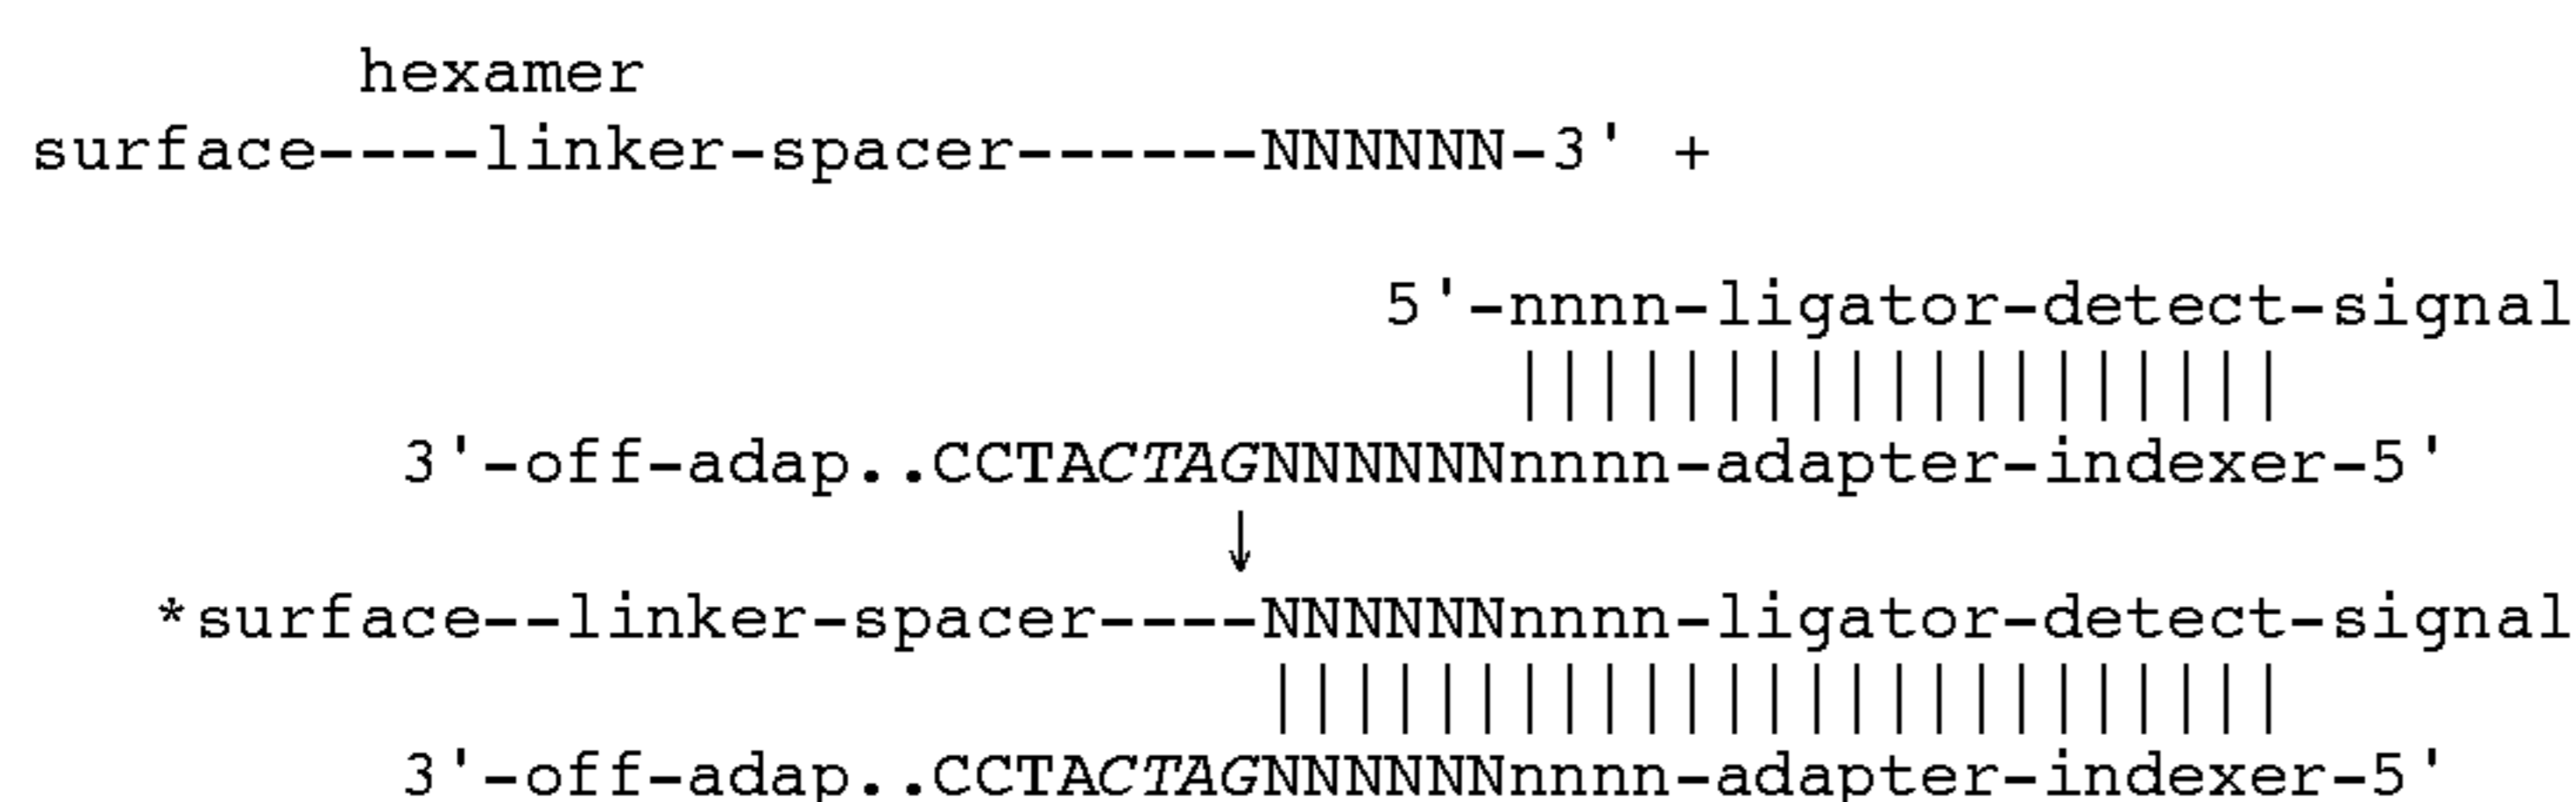 hexamer
surface----linker-spacer------NNNNNN-3' +
5'-nnnn-ligator-detect-signal
|||||||||||||||||||
3'-off-adap..CCTACTAGNNNNNNnnnn-adapter-indexer-5'
↓
*surface--linker-spacer----NNNNNNnnnn-ligator-detect-signal
|||||||||||||||||||||||||
3'-off-adap..CCTACTAGNNNNNNnnnn-adapter-indexer-5'